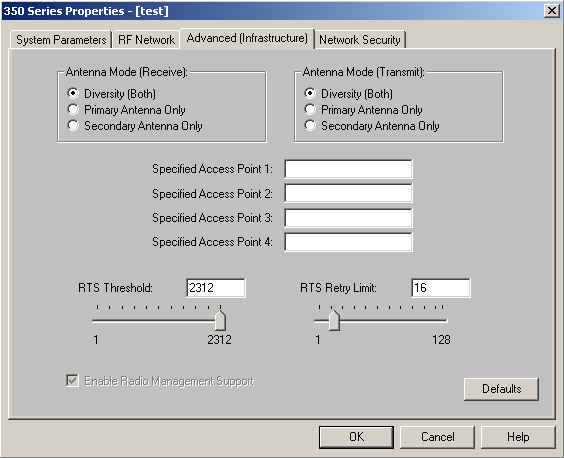 350 Series Properties - [test]
System Parameters RF Network Advanced (Infrastructure) Network Security
Antenna Mode (Receive): Antenna Mode (Transmit):
Diversity (Both) Diversity (Both)
Primary Antenna Only Primary Antenna Only
Secondary Antenna Only Secondary Antenna Only
Specified Access Point 1:
Specified Access Point 2:
Specified Access Point 3:
Specified Access Point 4:
RTS Threshold: 2312 RTS Retry Limit: 16
1 2312 1 128
Enable Radio Management Support
Defaults
OK Cancel Help